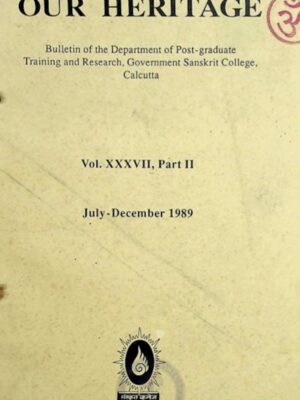 OUR HERITAGE
ॐ
Bulletin of the Department of Post-graduate
Training and Research, Government Sanskrit College,
Calcutta
Vol. XXXVII, Part II
July-December 1989
संस्कृत कलेज